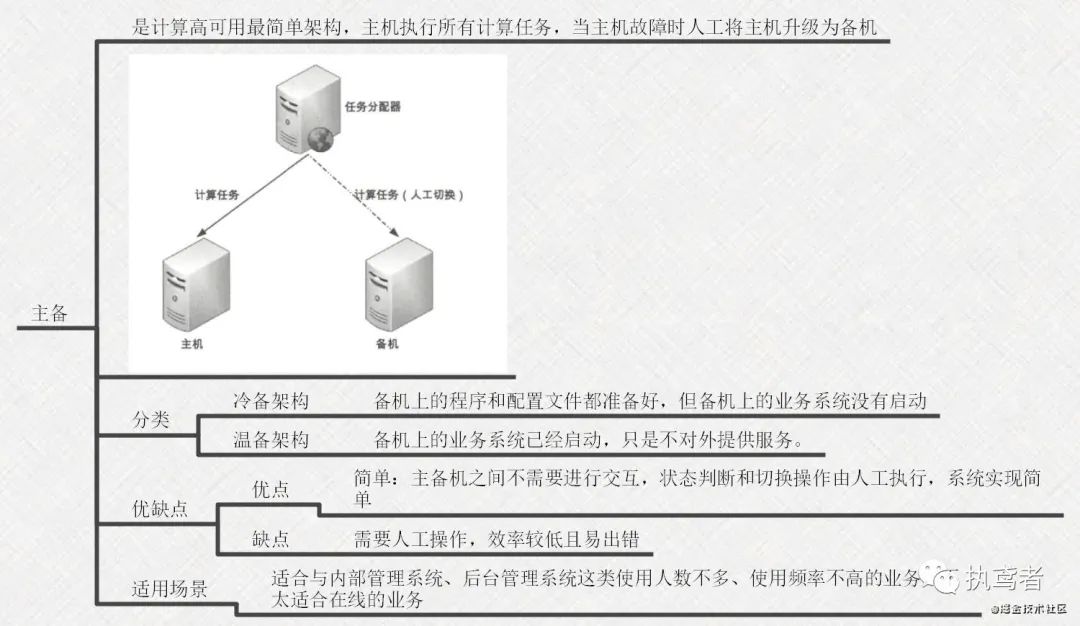 是计算高可用最简单架构，主机执行所有计算任务，当主机故障时人工将主机升级为备机
任务分配器
计算任务
计算任务（人工切换）
主机
备机
主备
分类
冷备架构
备机上的程序和配置文件都准备好，但备机上的业务系统没有启动
温备架构
备机上的业务系统已经启动，只是不对外提供服务。
优缺点
优点
简单：主备机之间不需要进行交互，状态判断和切换操作由人工执行，系统实现简
单
缺点
需要人工操作，效率较低且易出错
适用场景
适合与内部管理系统、后台管理系统这类使用人数不多、使用频率不高的业务
太适合在线的业务
执鸢者
@掘金技术社区